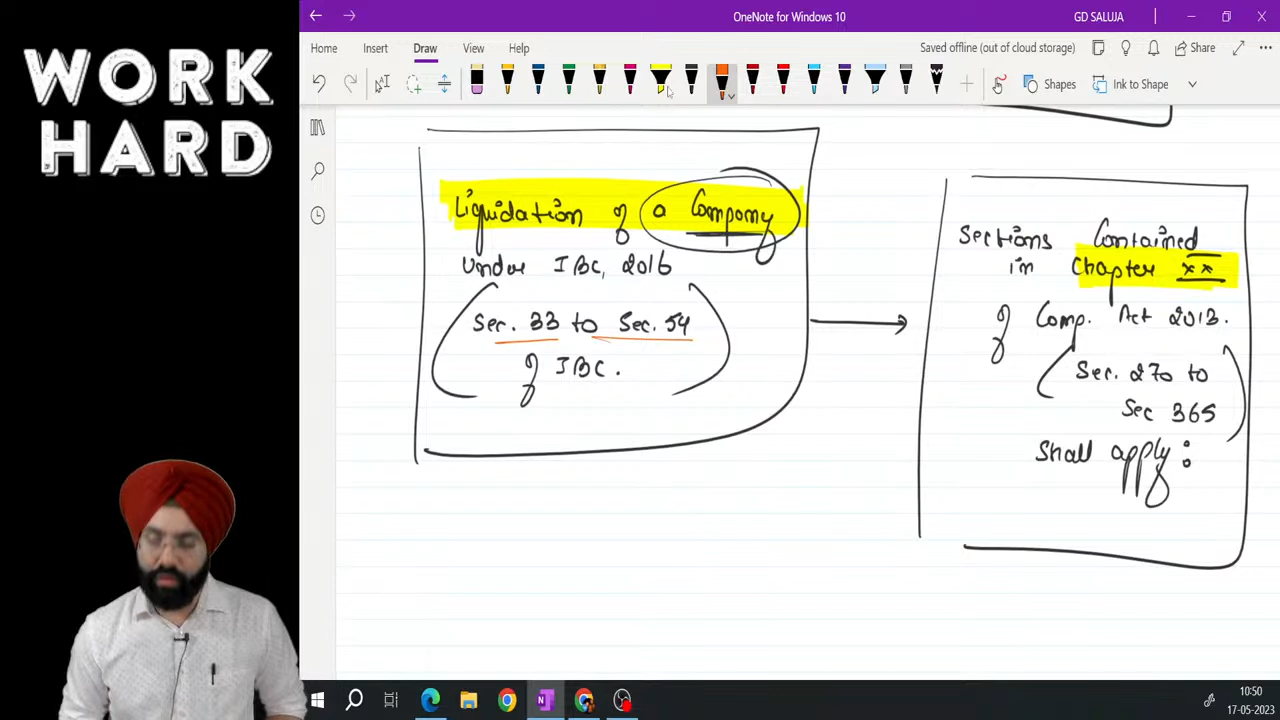 WORK
HARD
OneNote for Windows 10
GD SALUJA
Home
Insert
Draw
View
Help
Saved offline (out of cloud storage)
Share
Shapes
Ink to Shape
Liquidation of a Company
Under IBC, 2016
Sec. 33 to Sec. 54
of IBC.
Sections Contained
in Chapter XX
of Comp. Act 2013.
Sec. 270 to
Sec 365
Shall apply :
10:50
17-05-2023